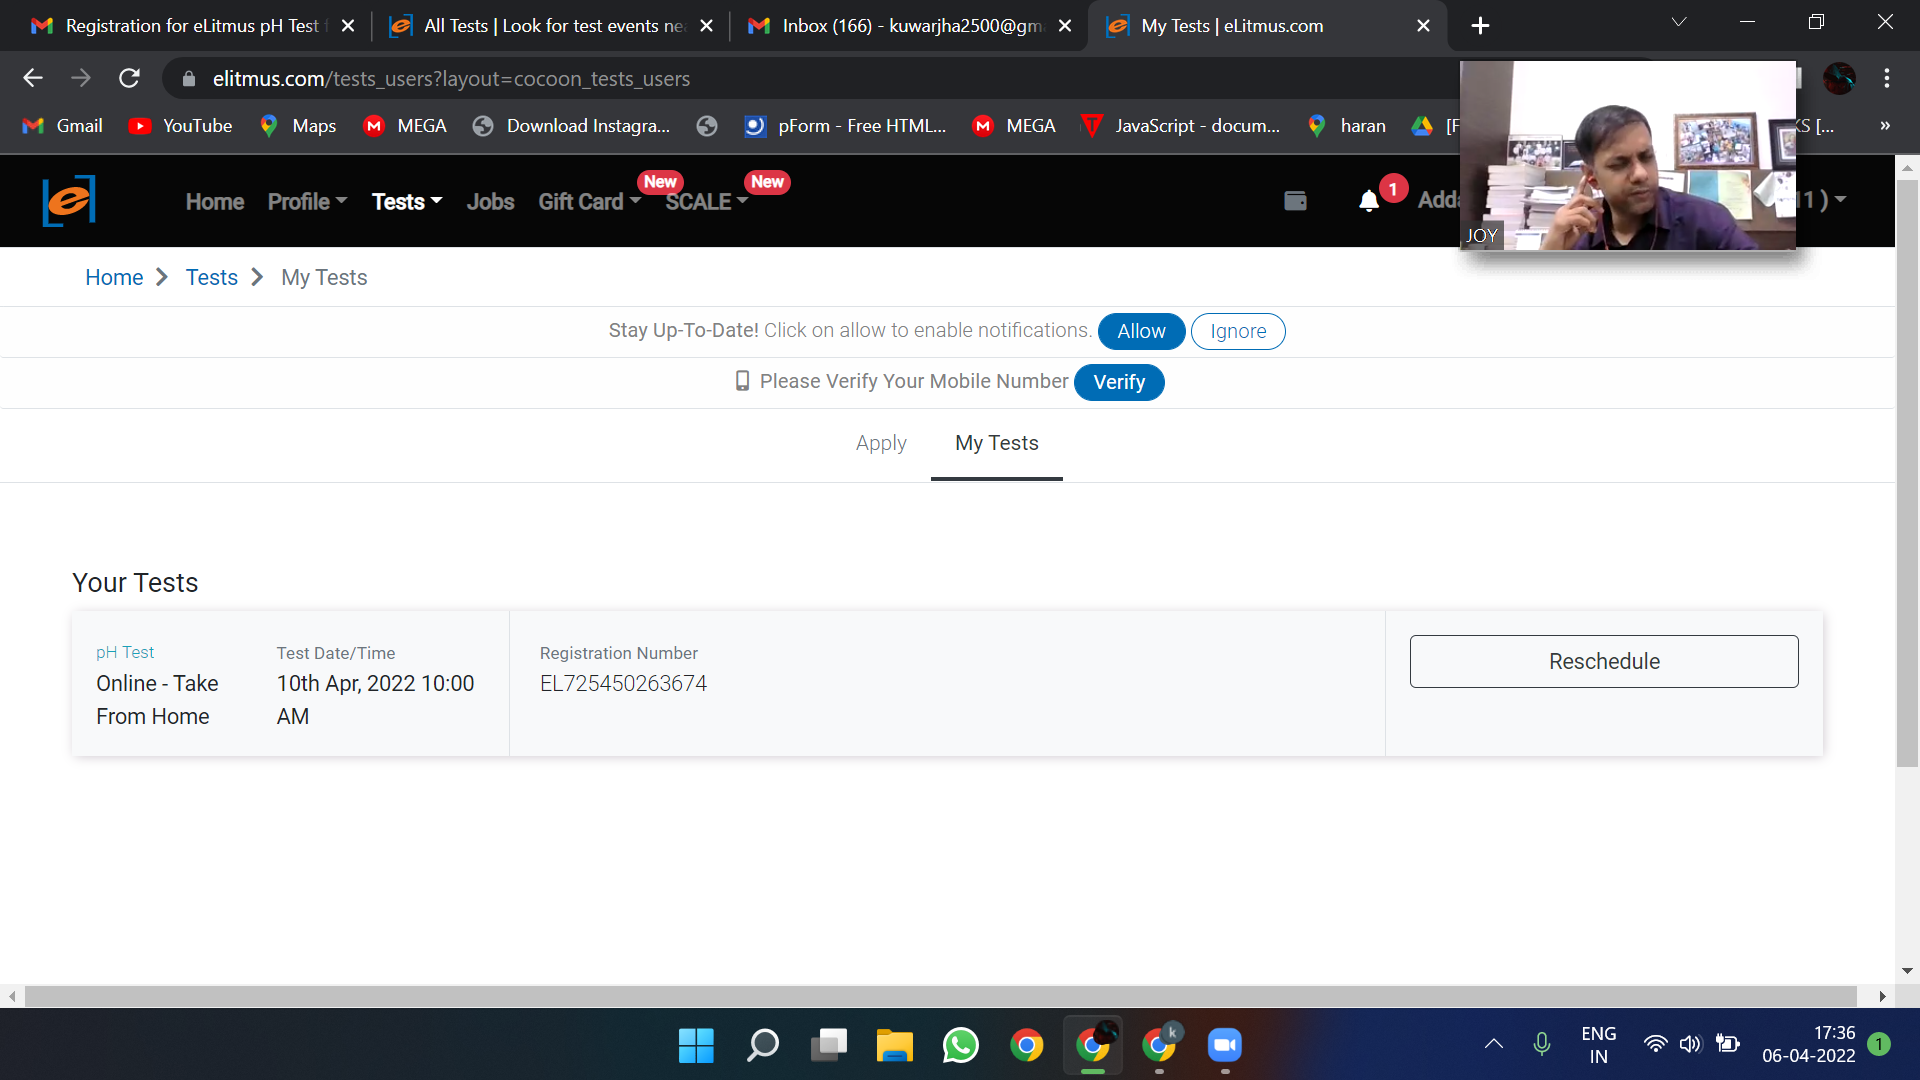 Registration for eLitmus pH Test f
All Tests | Look for test events ne
Inbox (166) - kuwarjha2500@gm
My Tests | eLitmus.com
elitmus.com/tests_users?layout=cocoon_tests_users
Gmail
YouTube
Maps
MEGA
Download Instagra...
pForm - Free HTML...
MEGA
JavaScript - docum...
haran
[F
KS [...
»
Home
Profile
Tests
Jobs
Gift Card
New
SCALE
New
1
Adda
11 )
JOY
Home > Tests > My Tests
Stay Up-To-Date! Click on allow to enable notifications. Allow Ignore
Please Verify Your Mobile Number Verify
Apply My Tests
Your Tests
pH Test
Online - Take
From Home
Test Date/Time
10th Apr, 2022 10:00
AM
Registration Number
EL725450263674
Reschedule
k
ENG
IN
17:36
06-04-2022
1